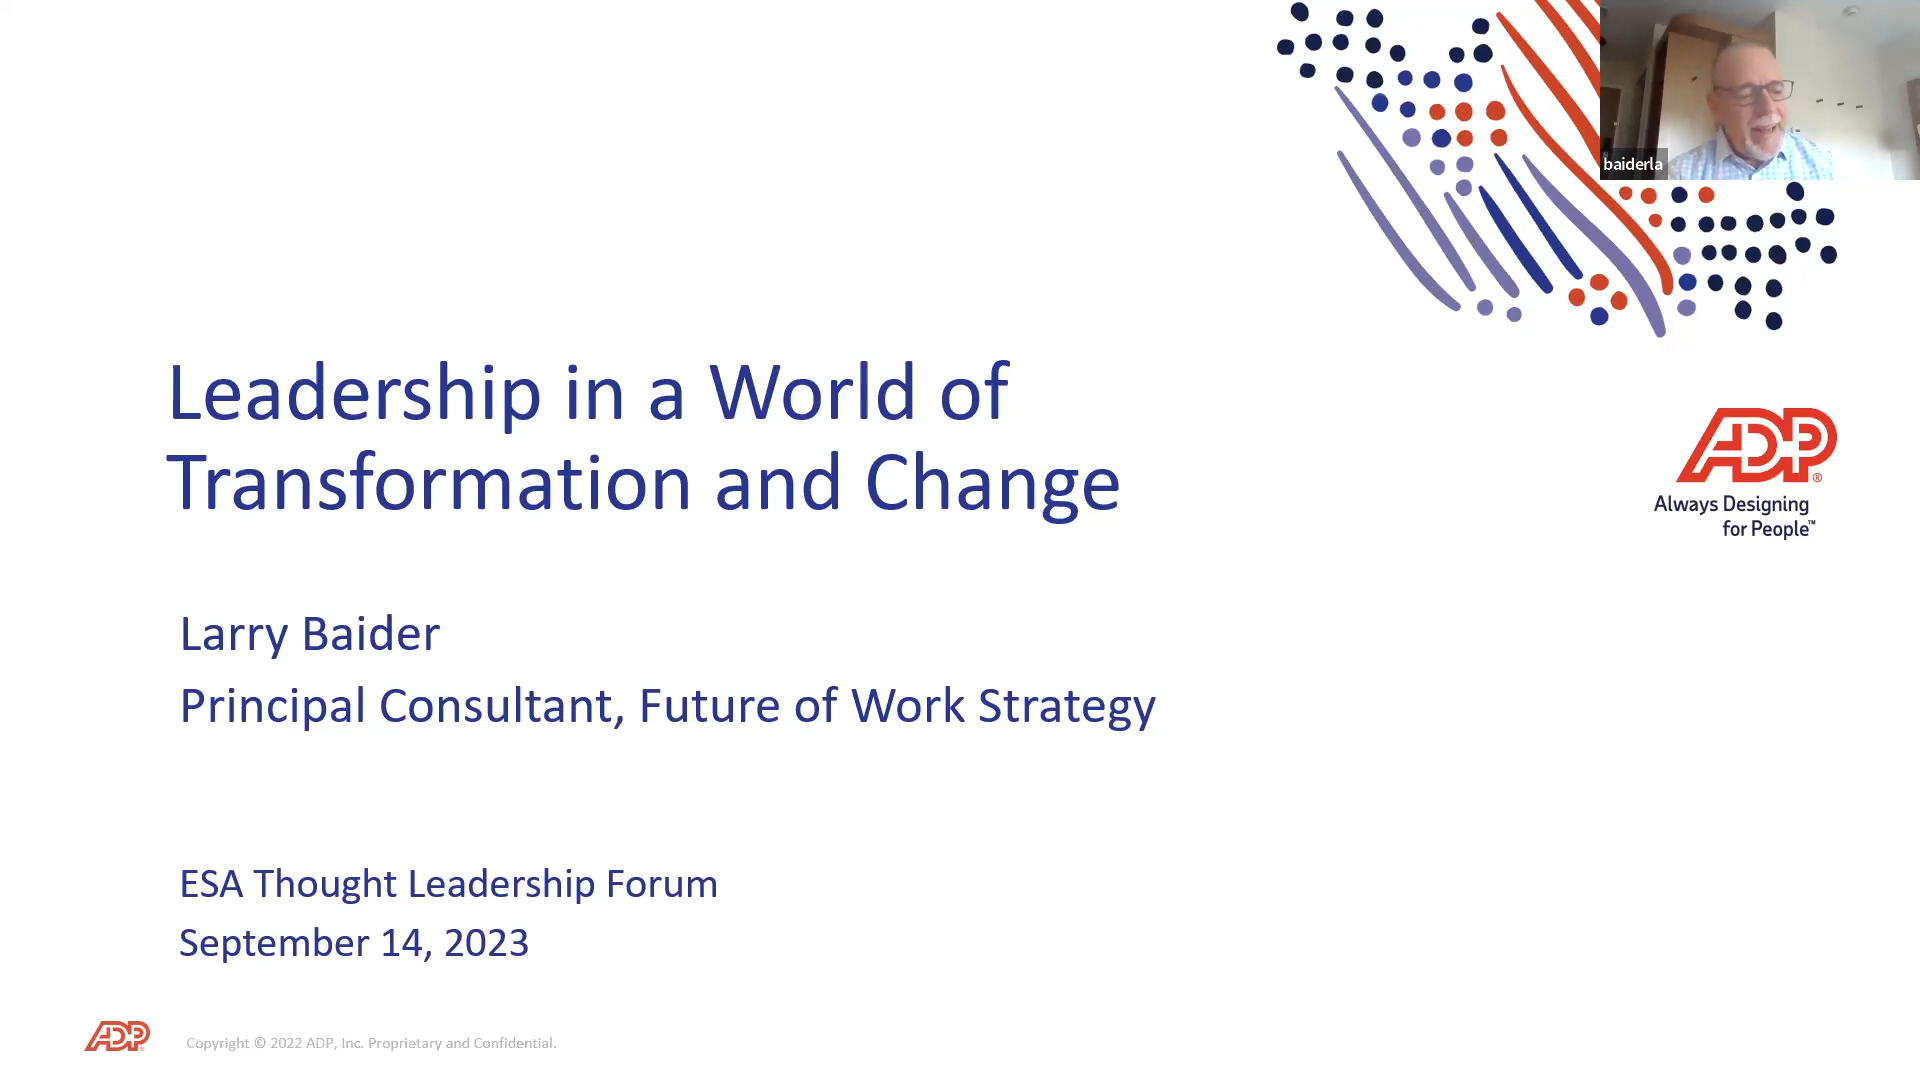 baiderla
Leadership in a World of
Transformation and Change
ADP®
Always Designing
for People™
Larry Baider
Principal Consultant, Future of Work Strategy
ESA Thought Leadership Forum
September 14, 2023
ADP
Copyright © 2022 ADP, Inc. Proprietary and Confidential.